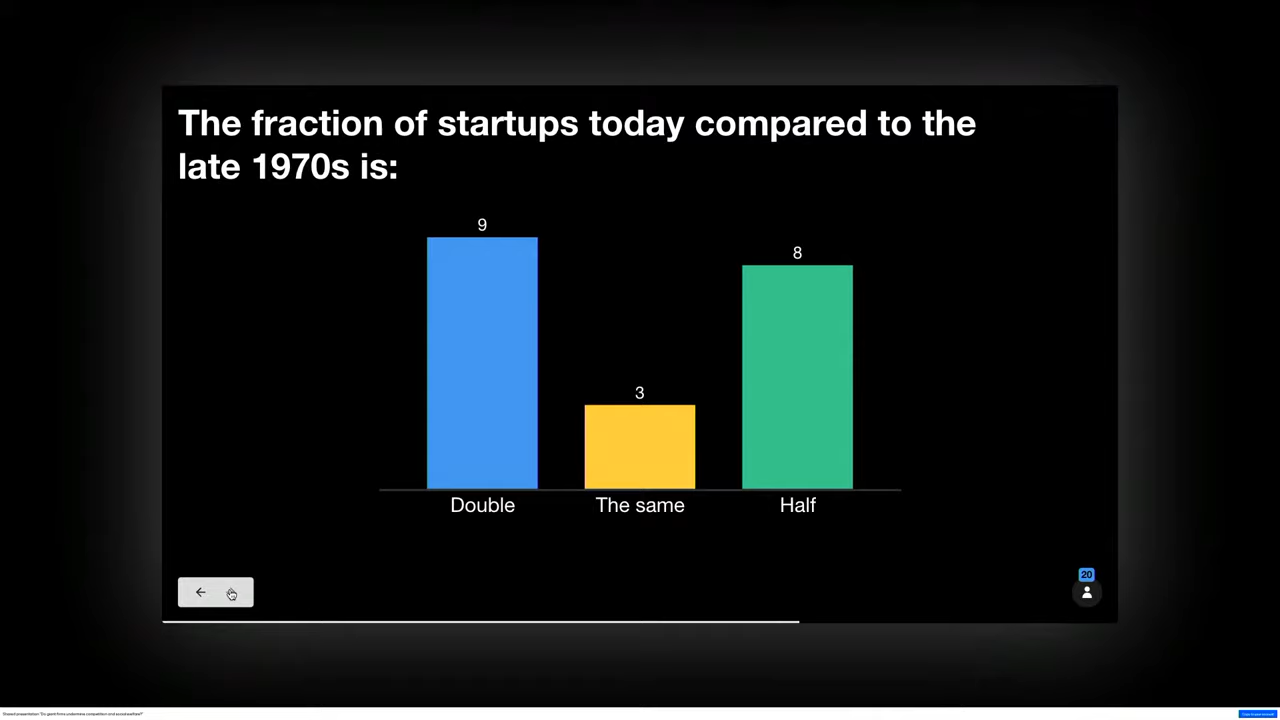 The fraction of startups today compared to the
late 1970s is:
9
3
8
Double
The same
Half
20